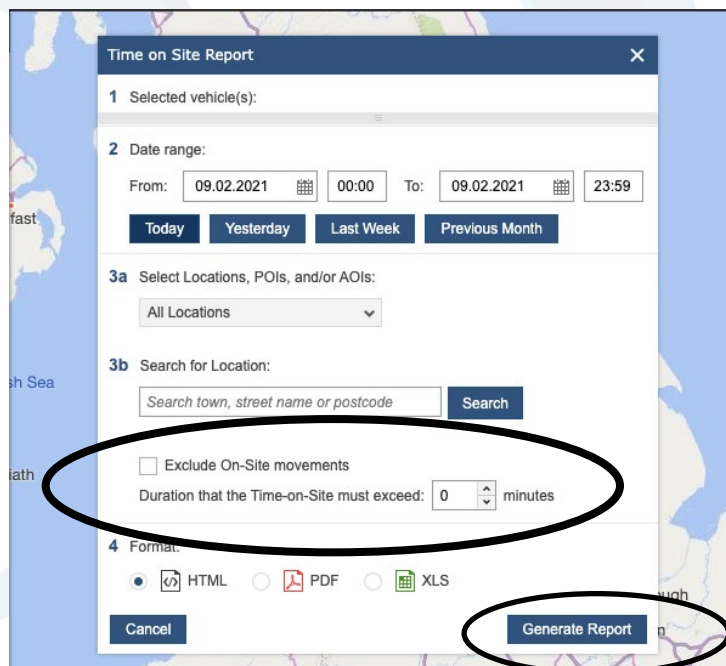 Time on Site Report
1 Selected vehicle(s):
2 Date range:
From: 09.02.2021 00:00 To: 09.02.2021 23:59
Today Yesterday Last Week Previous Month
fast
3a Select Locations, POIs, and/or AOIs:
All Locations
3b Search for Location:
sh Sea
Search town, street name or postcode Search
Exclude On-Site movements
iath
Duration that the Time-on-Site must exceed: 0 minutes
4 Format:
HTML PDF XLS
ough
Cancel Generate Report n